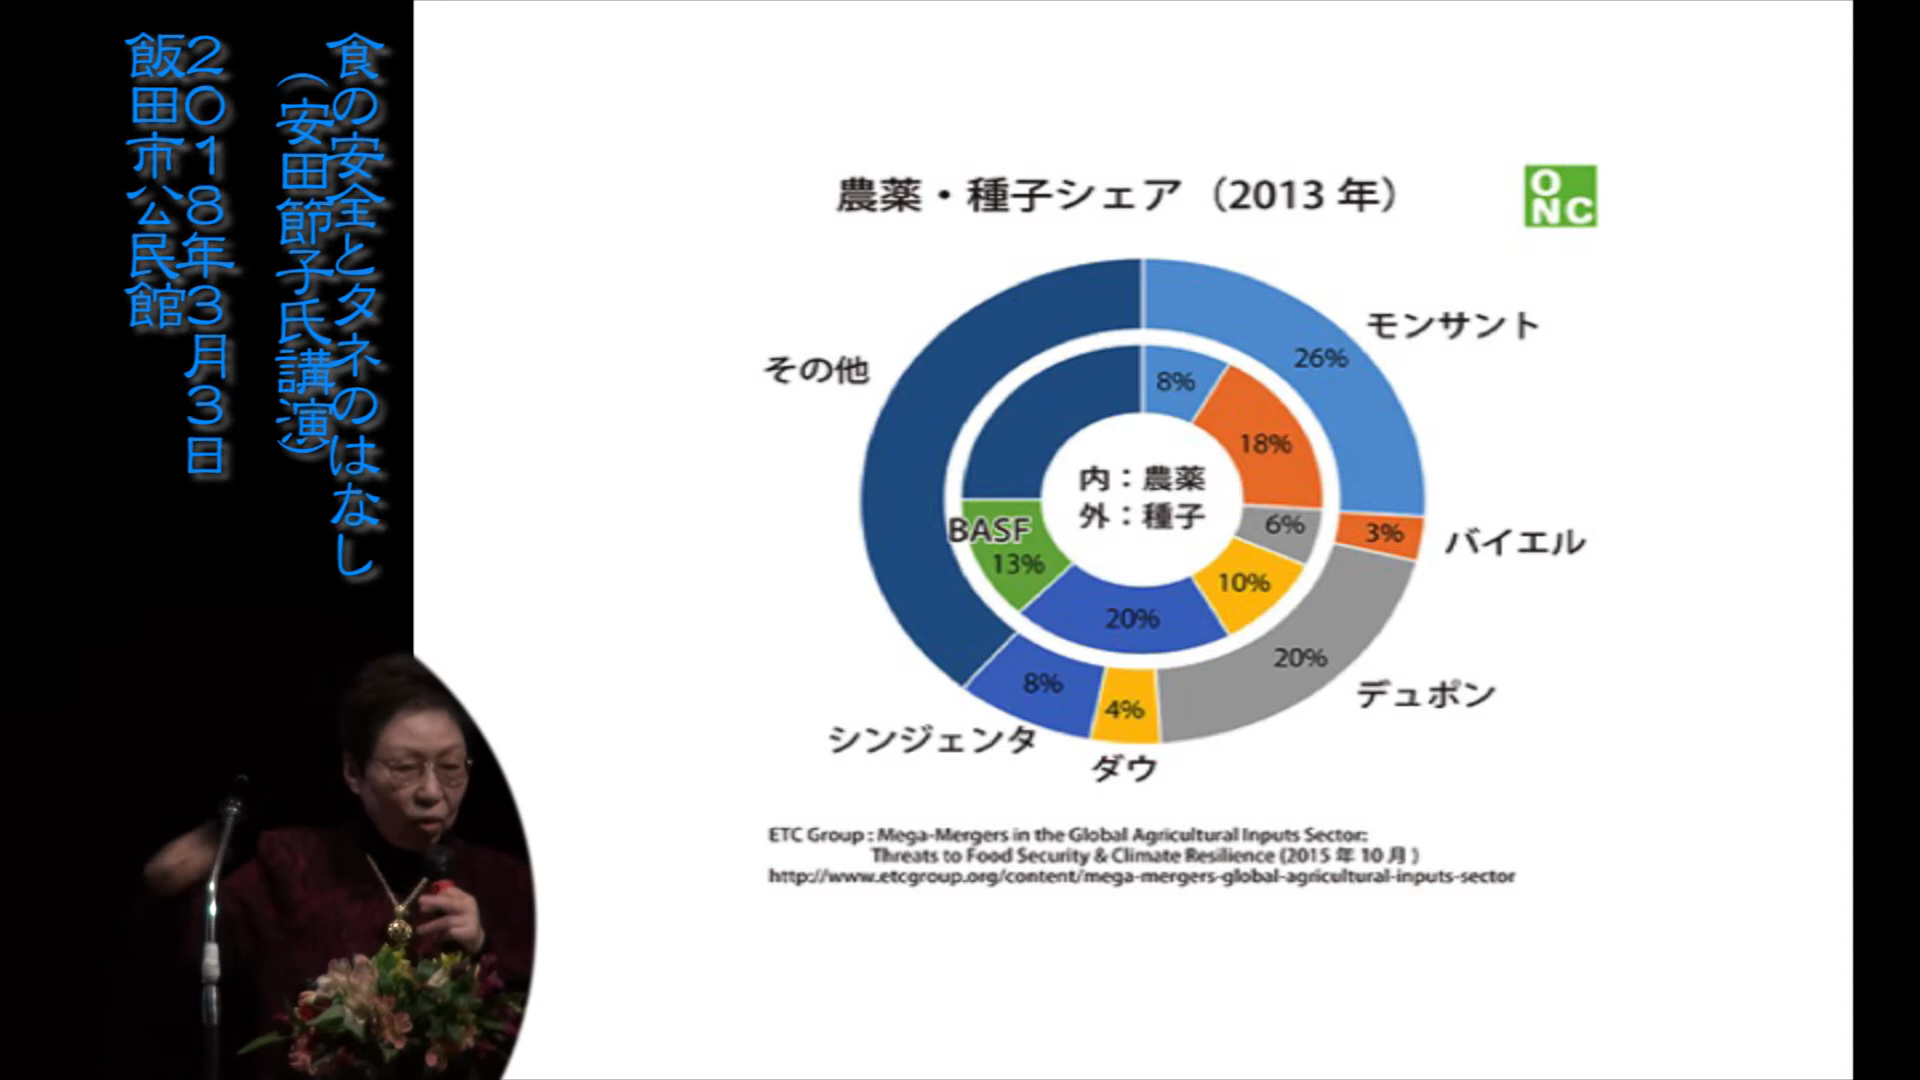 食の安全とタネのはなし
（安田節子氏講演）
２０１８年３月３日
飯田市公民館
農薬・種子シェア（2013 年）
O
NC
モンサント
26%
8%
18%
その他
内：農薬
外：種子
BASF
13%
6%
3%
バイエル
10%
20%
20%
デュポン
8%
4%
シンジェンタ
ダウ
ETC Group : Mega-Mergers in the Global Agricultural Inputs Sector:
Threats to Food Security & Climate Resilience (2015 年 10 月 )
http://www.etcgroup.org/content/mega-mergers-global-agricultural-inputs-sector